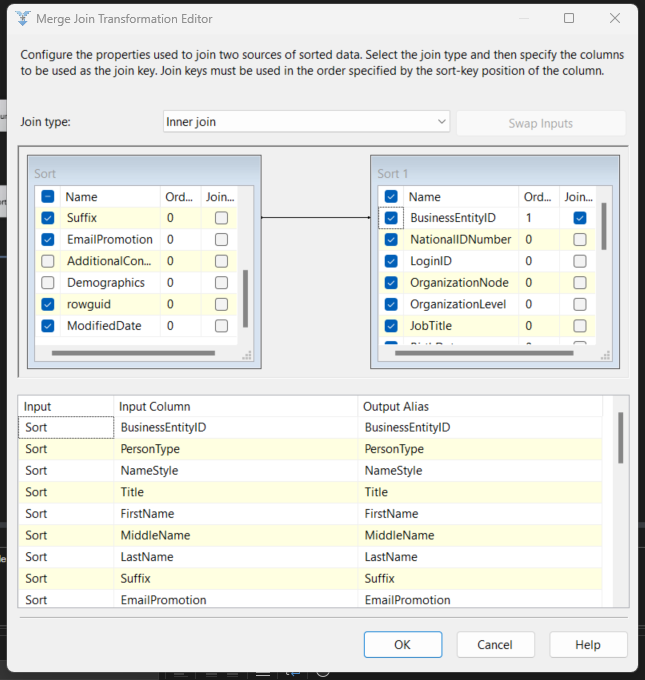 Merge Join Transformation Editor
Configure the properties used to join two sources of sorted data. Select the join type and then specify the columns
to be used as the join key. Join keys must be used in the order specified by the sort-key position of the column.
Join type:
Inner join
Swap Inputs
Sort
Name Ord... Join...
Suffix 0
EmailPromotion 0
AdditionalCon... 0
Demographics 0
rowguid 0
ModifiedDate 0
Sort 1
Name Ord... Join...
BusinessEntityID 1
NationalIDNumber 0
LoginID 0
OrganizationNode 0
OrganizationLevel 0
JobTitle 0
Input Input Column Output Alias
Sort BusinessEntityID BusinessEntityID
Sort PersonType PersonType
Sort NameStyle NameStyle
Sort Title Title
Sort FirstName FirstName
Sort MiddleName MiddleName
Sort LastName LastName
Sort Suffix Suffix
Sort EmailPromotion EmailPromotion
OK
Cancel
Help